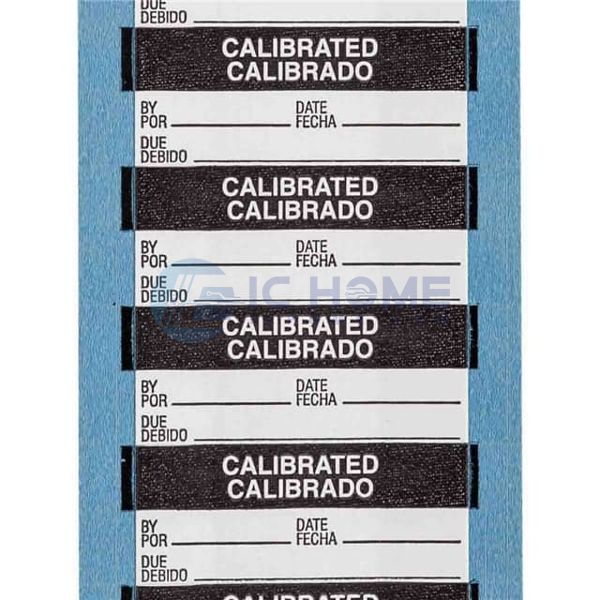 DUE
DEBIDO
CALIBRATED
CALIBRADO
BY DATE
POR FECHA
DUE
DEBIDO
CALIBRATED
CALIBRADO
BY DATE
POR FECHA
DUE
DEBIDO
IC HOME
CALIBRATED
CALIBRADO
BY DATE
POR FECHA
DUE
DEBIDO
CALIBRATED
CALIBRADO
BY DATE
POR FECHA
DUE
DEBIDO
CALIBRATED